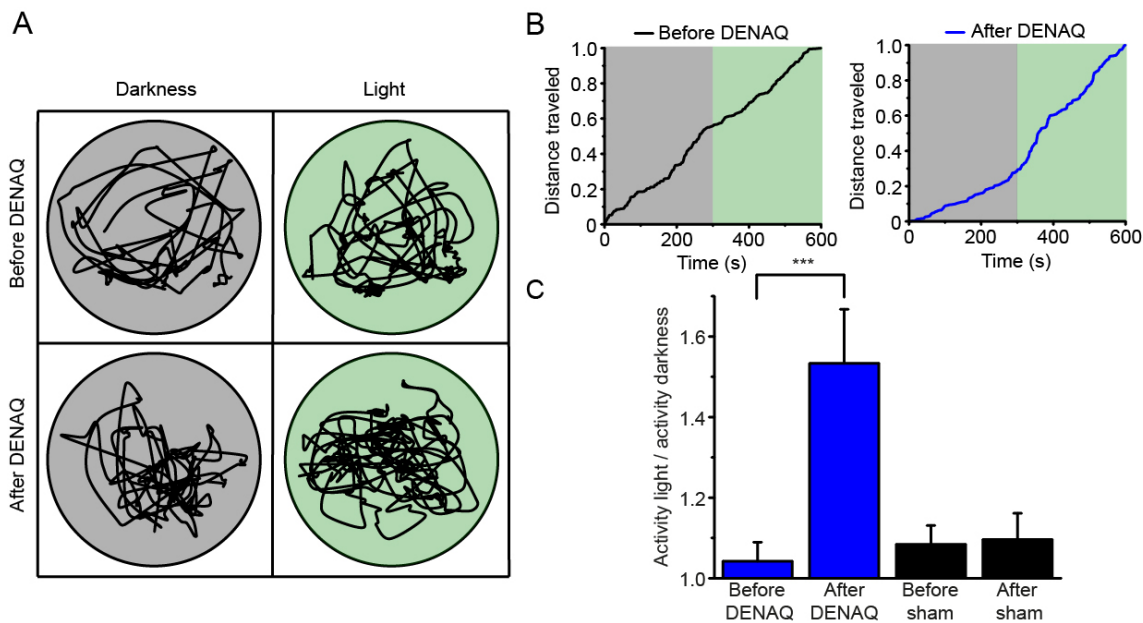 A
Darkness
Light
Before DENAQ
After DENAQ
B
Before DENAQ
Distance traveled
1.0
0.8
0.6
0.4
0.2
0
0
200
400
600
Time (s)
After DENAQ
Distance traveled
1.0
0.8
0.6
0.4
0.2
0
0
200
400
600
Time (s)
C
***
Activity light / activity darkness
1.6
1.4
1.2
1.0
Before
DENAQ
After
DENAQ
Before
sham
After
sham